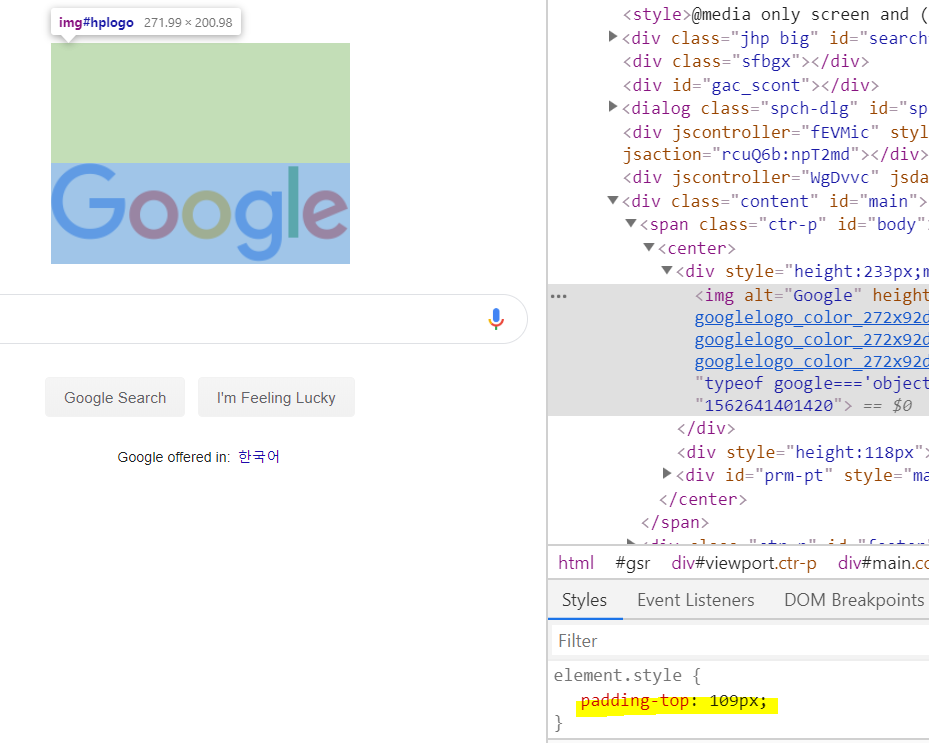 img#hplogo 271.99 × 200.98
Google
Google Search
I'm Feeling Lucky
Google offered in: 한국어
<style>@media only screen and (
<div class="jhp big" id="search
<div class="sfbgx"></div>
<div id="gac_scont"></div>
<dialog class="spch-dlg" id="sp
<div jscontroller="fEVMic" styl
jsaction="rcuQ6b:npT2md"></div>
<div jscontroller="WgDvvc" jsda
<div class="content" id="main">
<span class="ctr-p" id="body"
<center>
<div style="height:233px;m
… <img alt="Google" height
googlelogo_color_272x92d
googlelogo_color_272x92d
googlelogo_color_272x92d
"typeof google==='object
"1562641401420"> == $0
</div>
<div style="height:118px">
<div id="prm-pt" style="ma
</center>
</span>
html #gsr div#viewport.ctr-p div#main.co
Styles Event Listeners DOM Breakpoints
Filter
element.style {
padding-top: 109px;
}